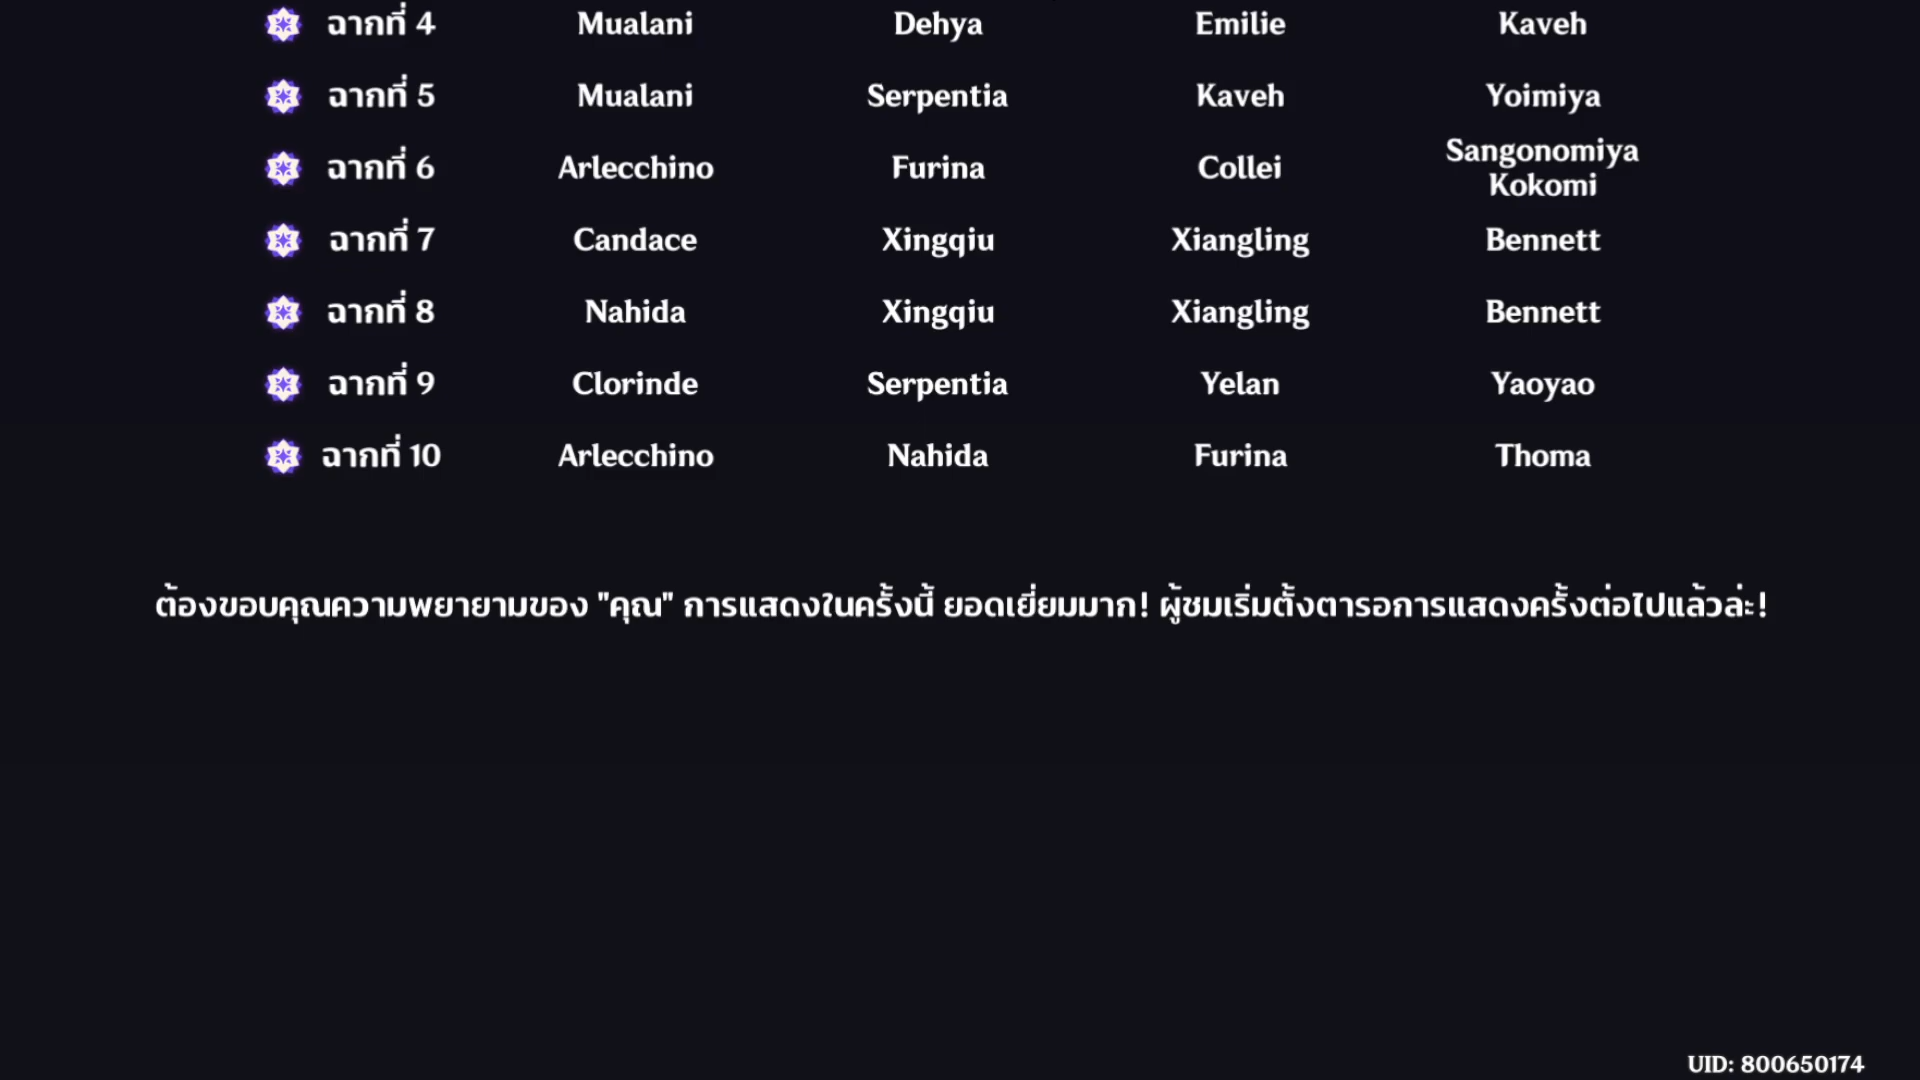 ฉากที่ 4 Mualani Dehya Emilie Kaveh
ฉากที่ 5 Mualani Serpentia Kaveh Yoimiya
ฉากที่ 6 Arlecchino Furina Collei Sangonomiya Kokomi
ฉากที่ 7 Candace Xingqiu Xiangling Bennett
ฉากที่ 8 Nahida Xingqiu Xiangling Bennett
ฉากที่ 9 Clorinde Serpentia Yelan Yaoyao
ฉากที่ 10 Arlecchino Nahida Furina Thoma
ต้องขอบคุณความพยายามของ "คุณ" การแสดงในครั้งนี้ ยอดเยี่ยมมาก! ผู้ชมเริ่มตั้งตารอการแสดงครั้งต่อไปแล้วล่ะ!
UID: 800650174